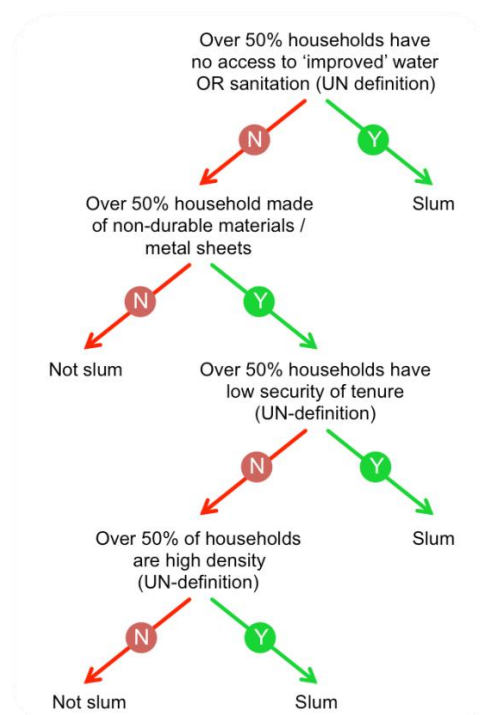 Over 50% households have
no access to ‘improved’ water
OR sanitation (UN definition)
N
Y
Over 50% household made
of non-durable materials /
metal sheets
Slum
N
Y
Not slum
Over 50% households have
low security of tenure
(UN-definition)
N
Y
Over 50% of households
are high density
(UN-definition)
Slum
N
Y
Not slum
Slum